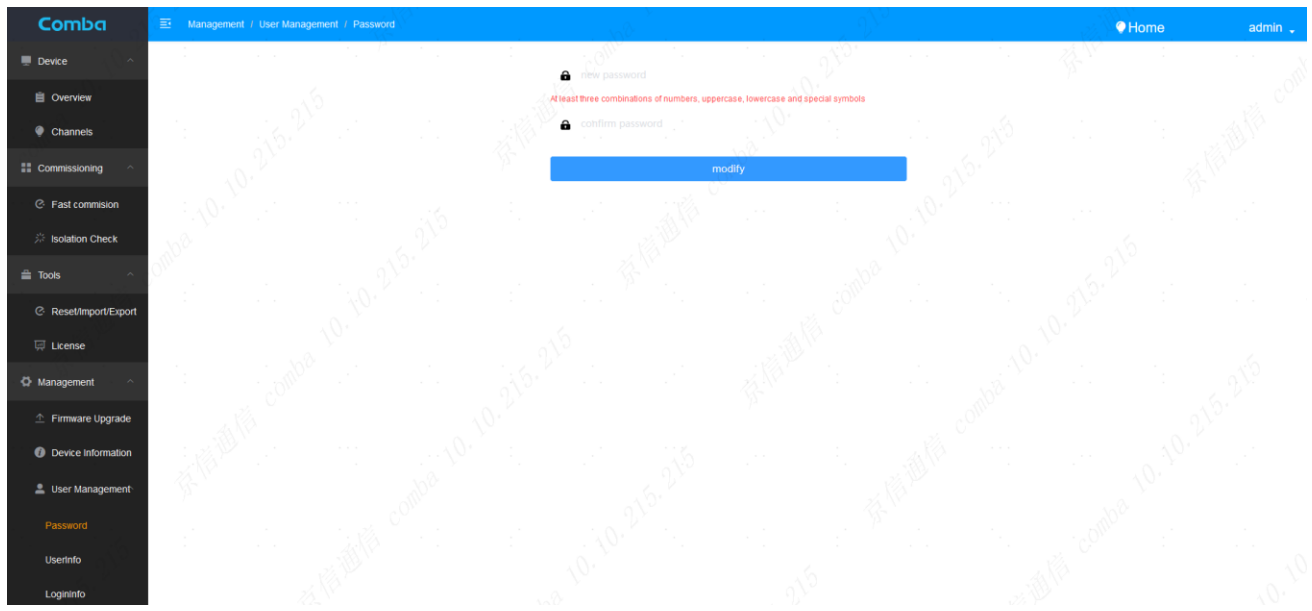 Comba
Management / User Management / Password
Home
admin
Device
Overview
Channels
Commissioning
Fast commision
Isolation Check
Tools
Reset/Import/Export
License
Management
Firmware Upgrade
Device Information
User Management
Password
UserInfo
LoginInfo
new password
At least three combinations of numbers, uppercase, lowercase and special symbols
confirm password
modify
京信通信 comba 10.10.215.215